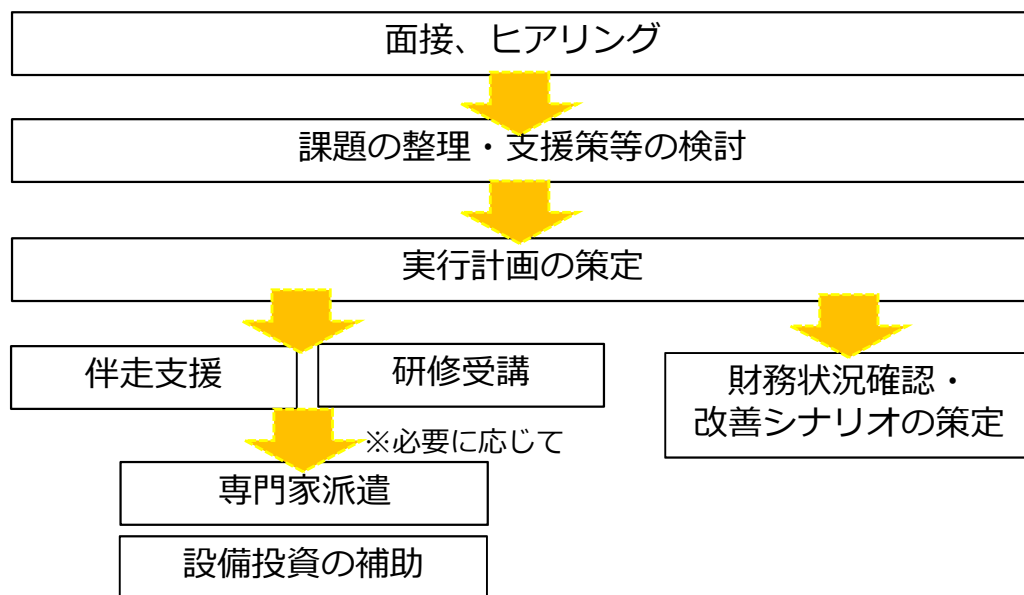 面接、ヒアリング
課題の整理・支援策等の検討
実行計画の策定
伴走支援
研修受講
財務状況確認・
改善シナリオの策定
※必要に応じて
専門家派遣
設備投資の補助